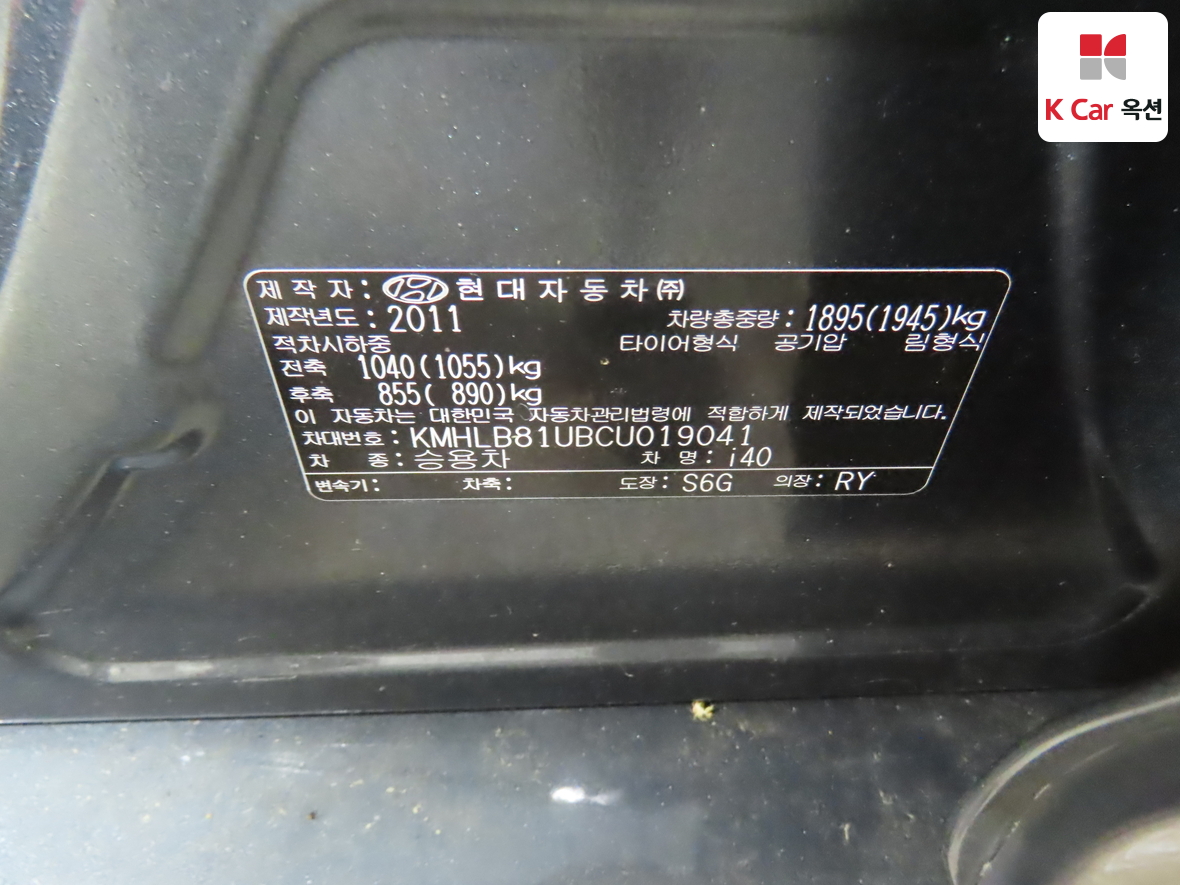 K Car 옥션
제 작 자 : 현 대 자 동 차 ㈜
제작년도 : 2011 차량총중량 : 1895(1945)kg
적차시하중 타이어형식 공기압 림형식
전축 1040(1055)kg
후축 855( 890)kg
이 자동차는 대한민국 자동차관리법령에 적합하게 제작되었습니다.
차대번호 : KMHLB81UBCU019041
차 종 : 승용차 차 명 : i40
변속기 : 차축 : 도장 : S6G 의장 : RY